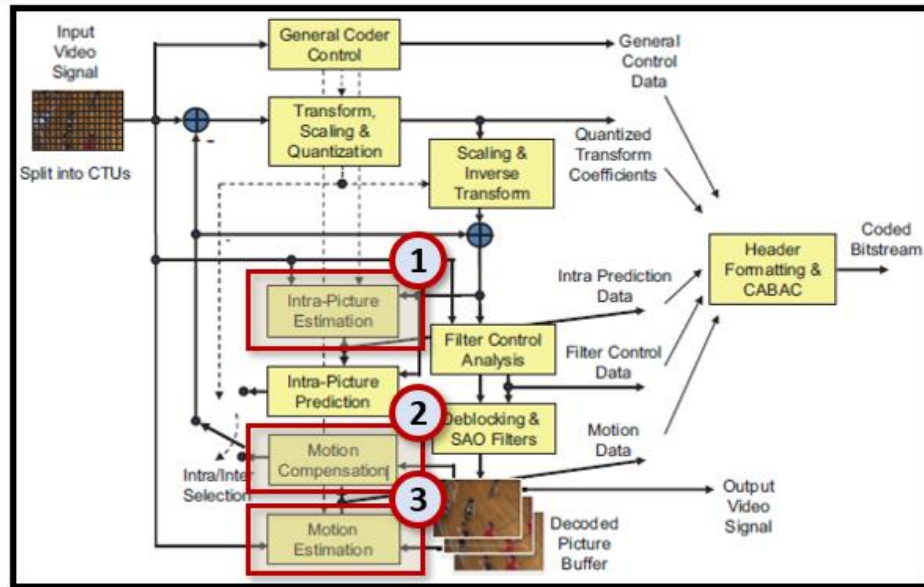 Input
Video
Signal
Split into CTUs
General Coder
Control
General
Control
Data
Transform,
Scaling &
Quantization
-
Quantized
Transform
Coefficients
Scaling &
Inverse
Transform
-
1
Intra-Picture
Estimation
Intra Prediction
Data
Header
Formatting &
CABAC
Coded
Bitstream
Filter Control
Analysis
Filter Control
Data
Intra-Picture
Prediction
2
Deblocking &
SAO Filters
Motion
Compensation
Motion
Data
Intra/Inter
Selection
3
Motion
Estimation
Output
Video
Signal
Decoded
Picture
Buffer